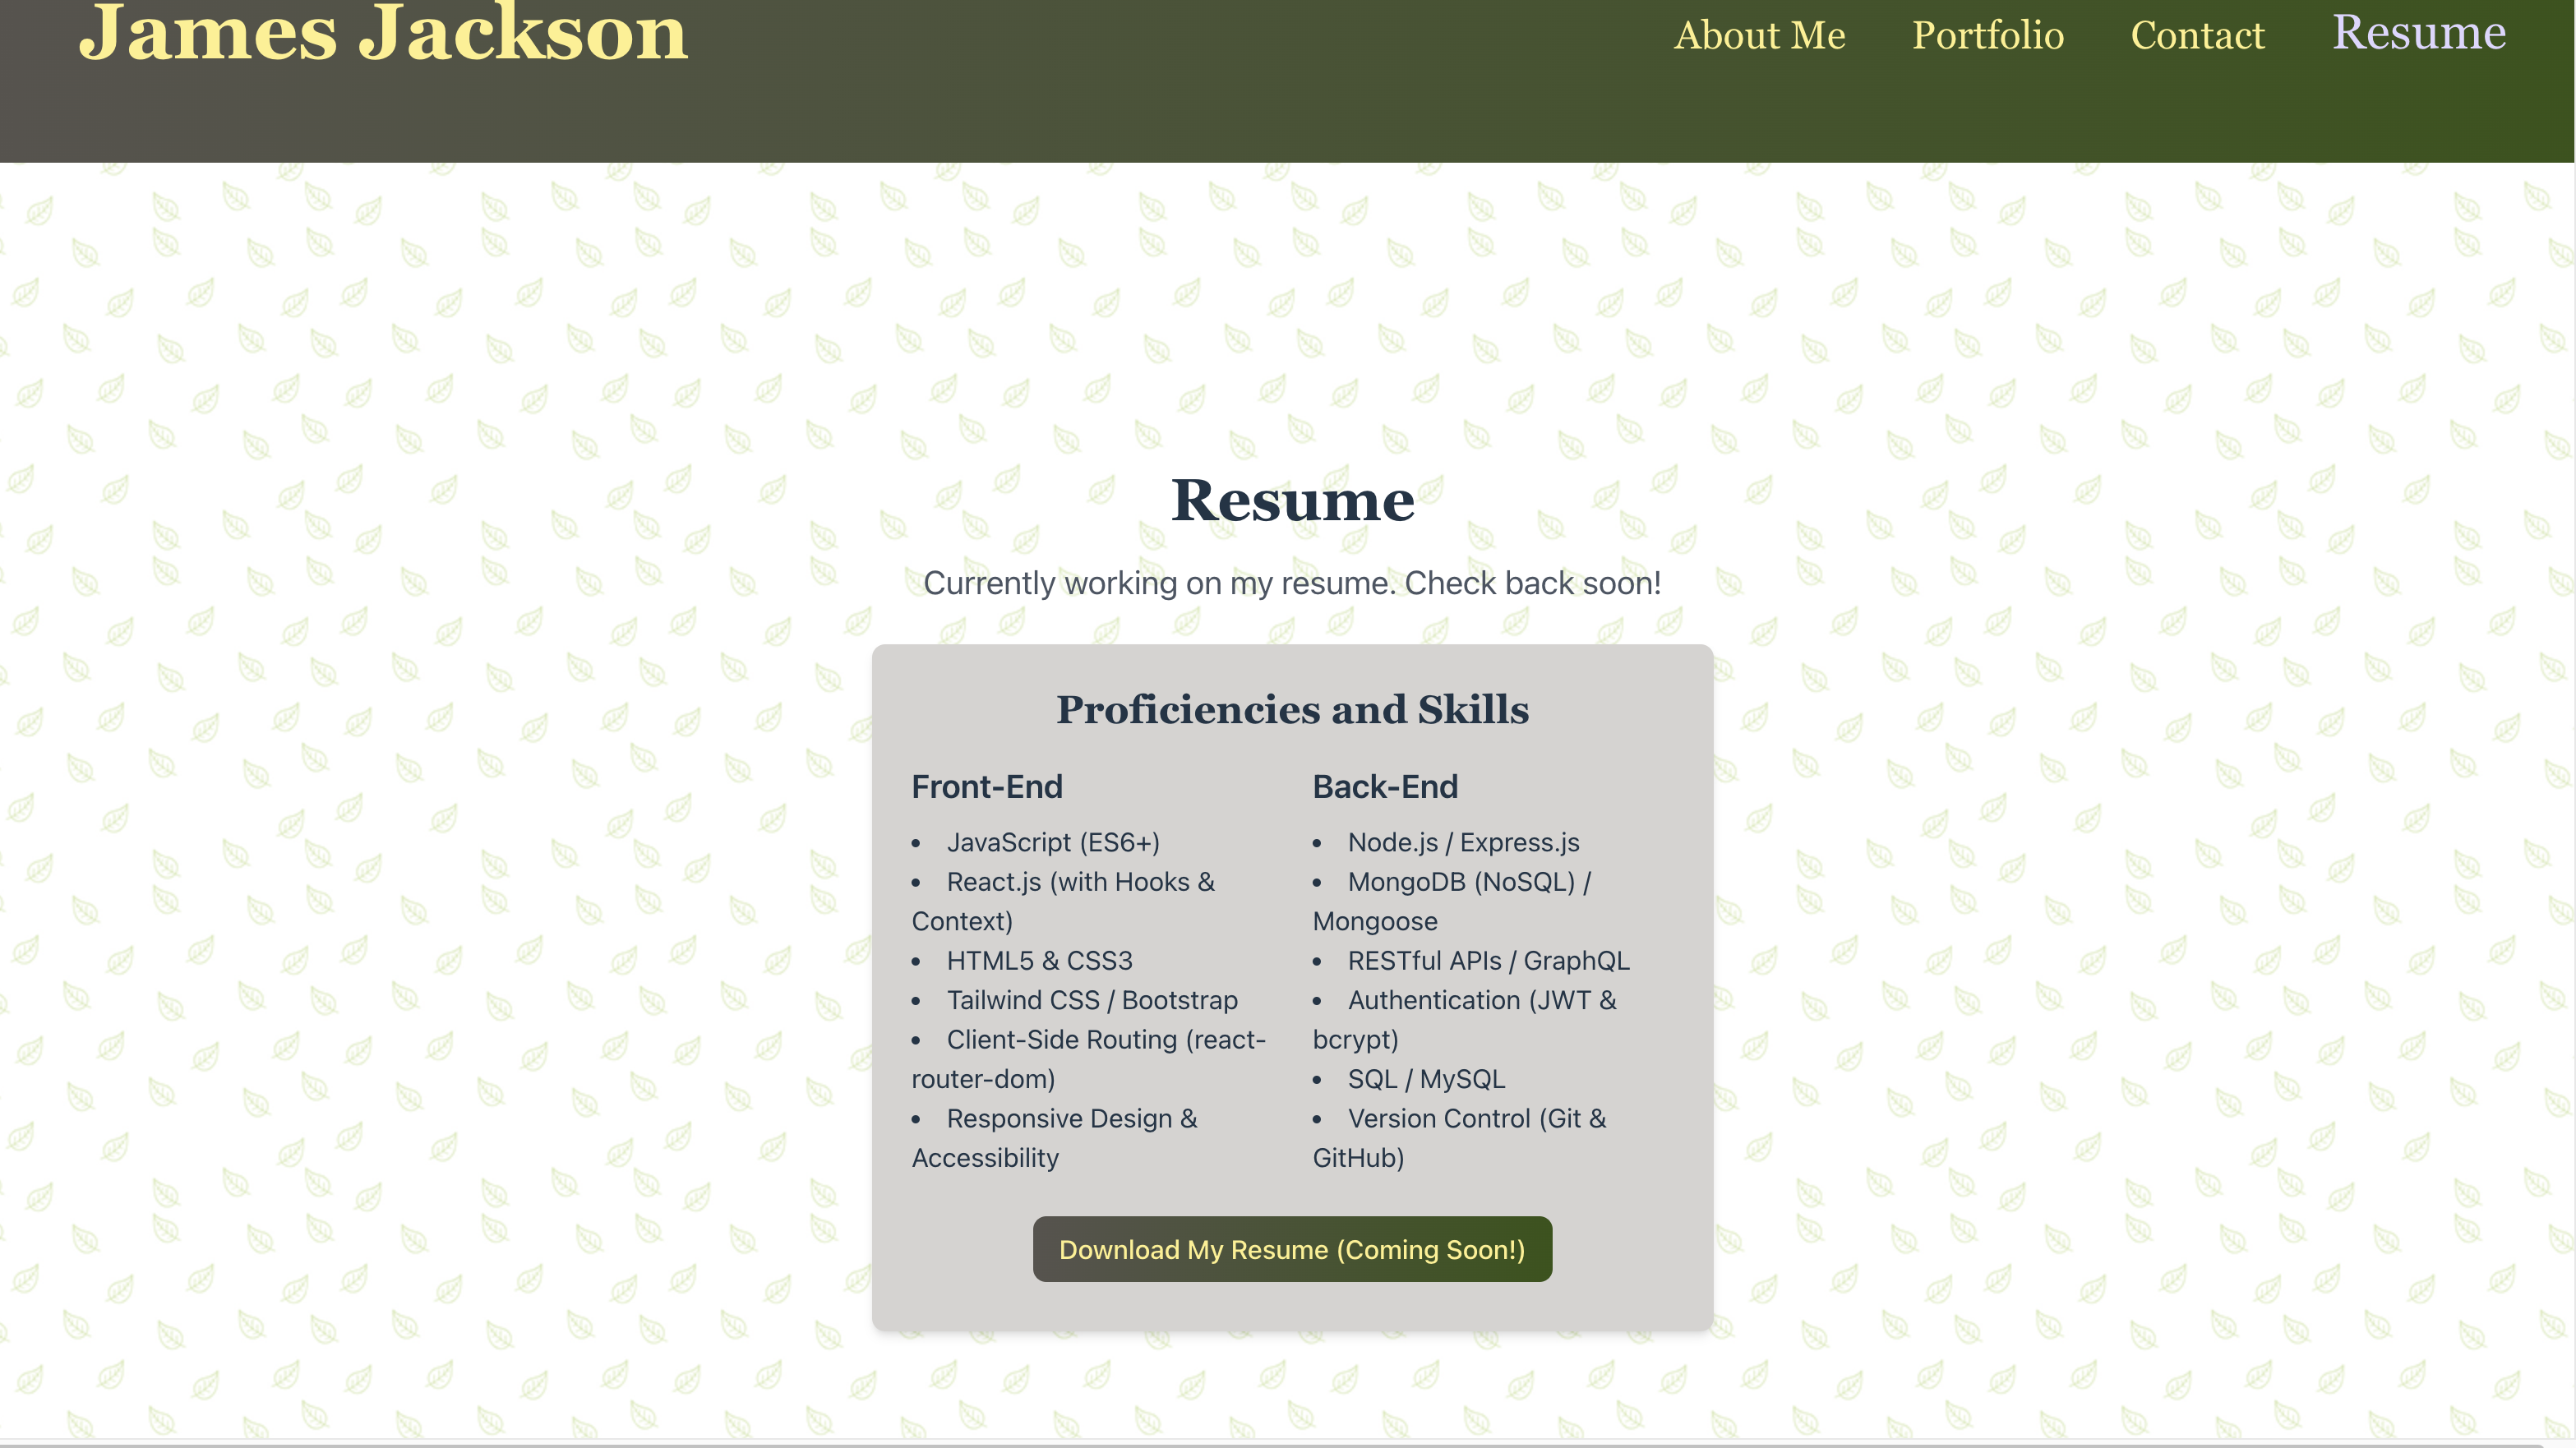 James Jackson
About Me Portfolio Contact Resume
Resume
Currently working on my resume. Check back soon!
Proficiencies and Skills
Front-End
• JavaScript (ES6+)
• React.js (with Hooks &
Context)
• HTML5 & CSS3
• Tailwind CSS / Bootstrap
• Client-Side Routing (react-
router-dom)
• Responsive Design &
Accessibility
Back-End
• Node.js / Express.js
• MongoDB (NoSQL) /
Mongoose
• RESTful APIs / GraphQL
• Authentication (JWT &
bcrypt)
• SQL / MySQL
• Version Control (Git &
GitHub)
Download My Resume (Coming Soon!)